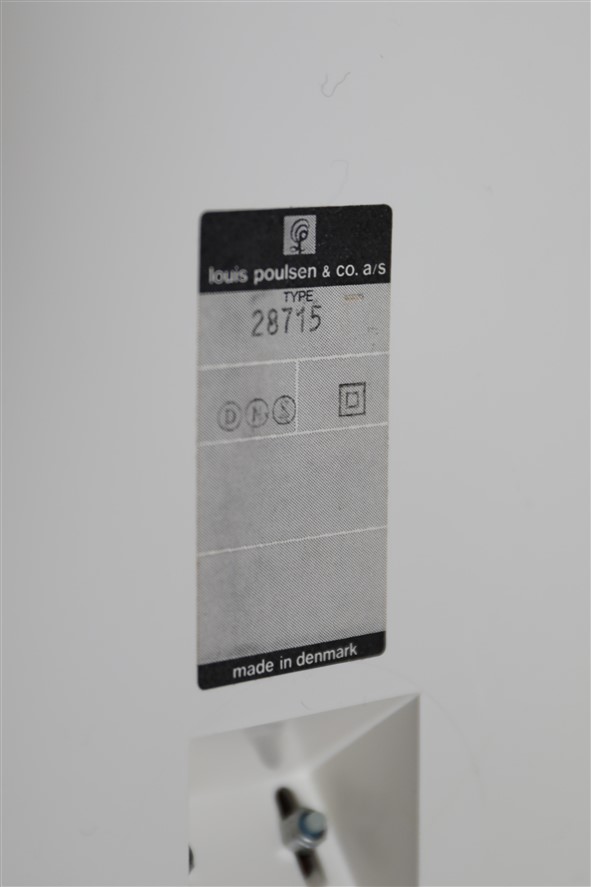 louis poulsen & co. a/s
TYPE
28715
D N S
made in denmark